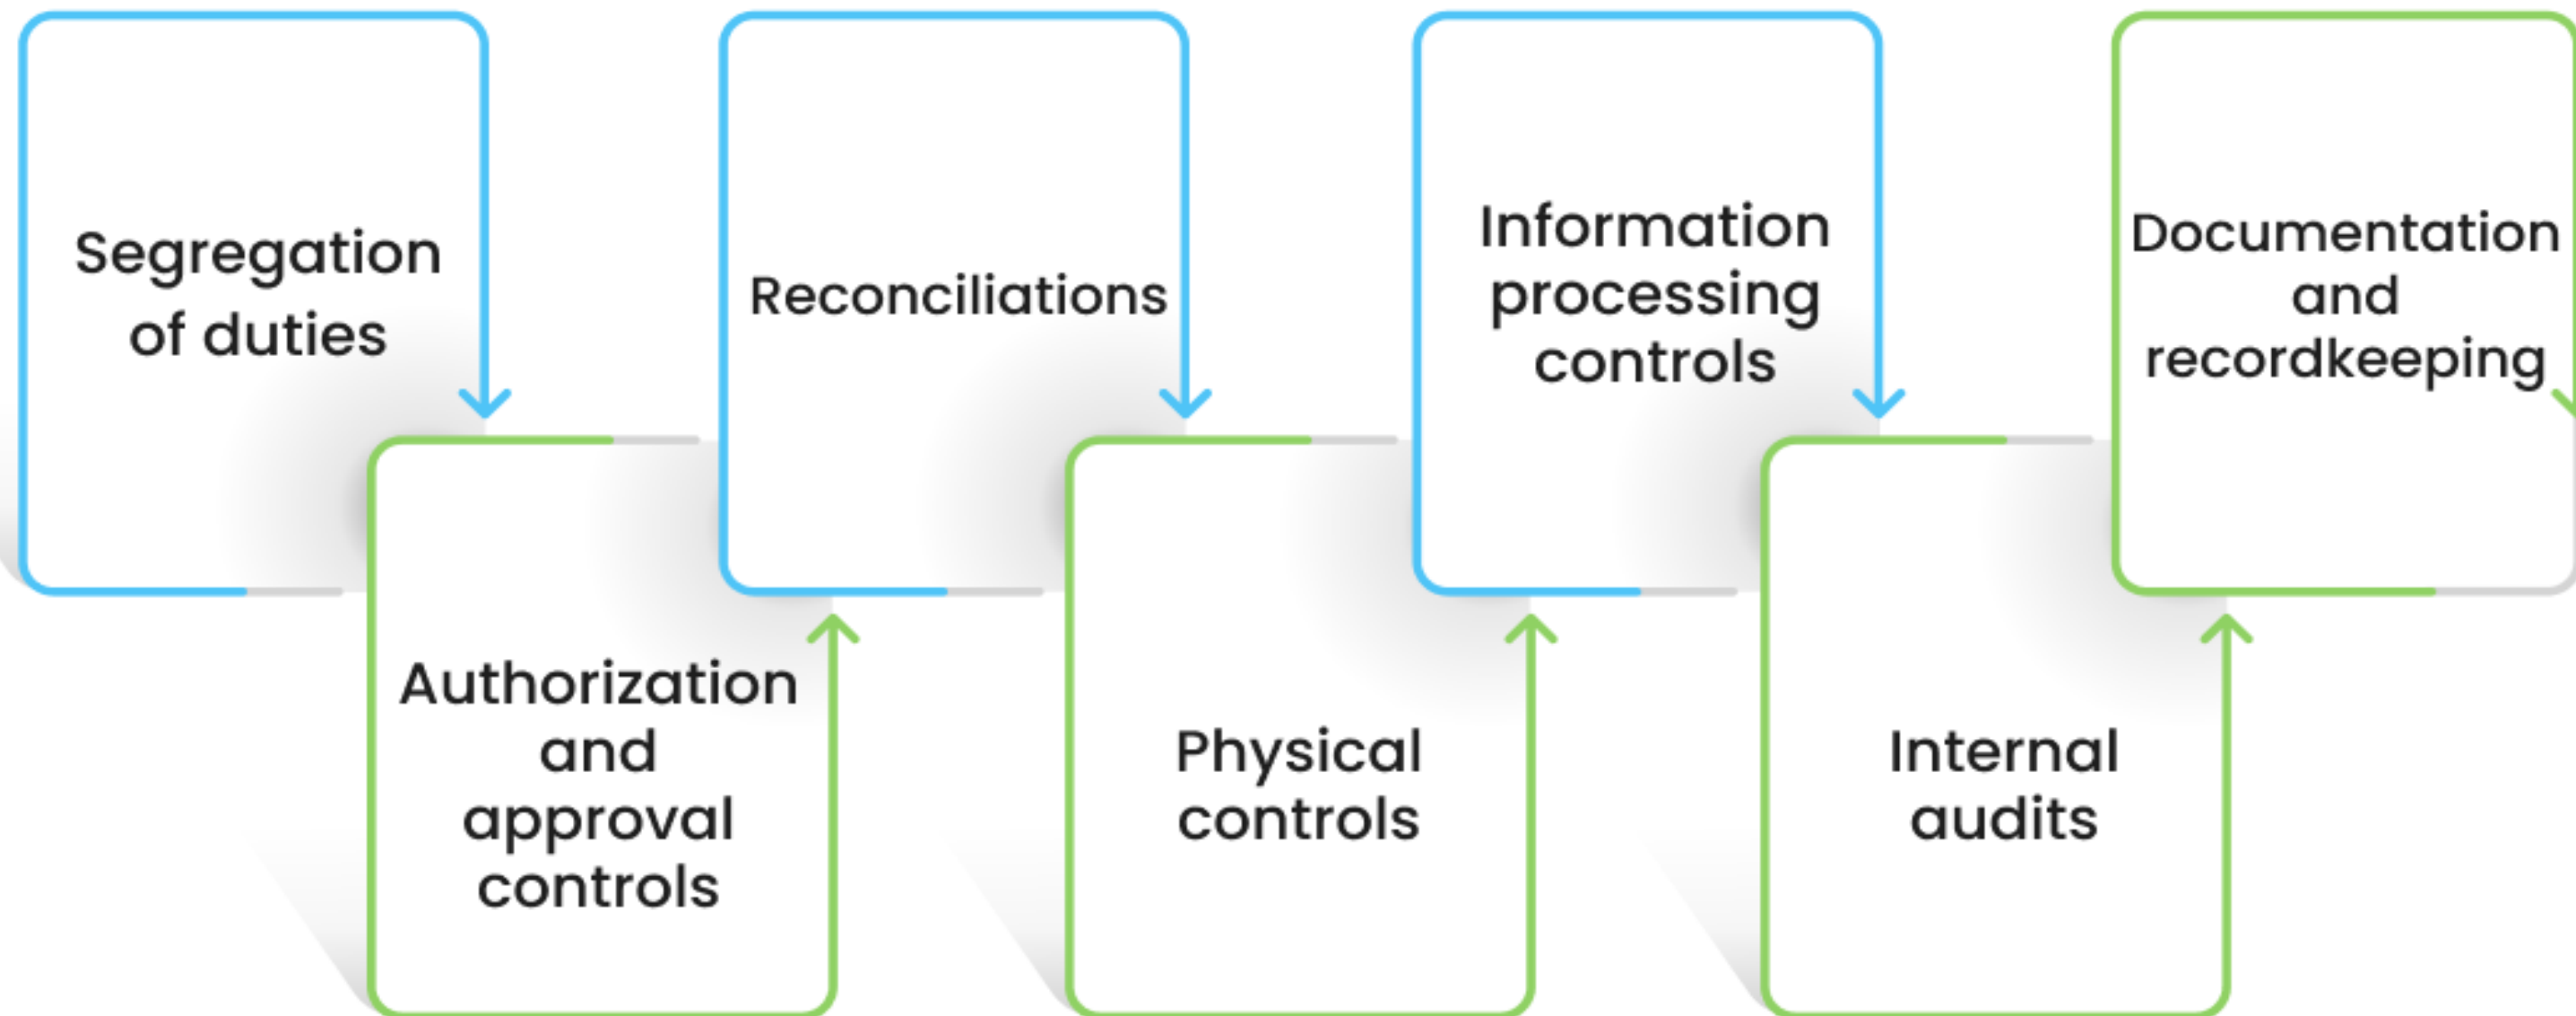 Segregation
of duties
Authorization
and
approval
controls
Reconciliations
Physical
controls
Information
processing
controls
Internal
audits
Documentation
and
recordkeeping